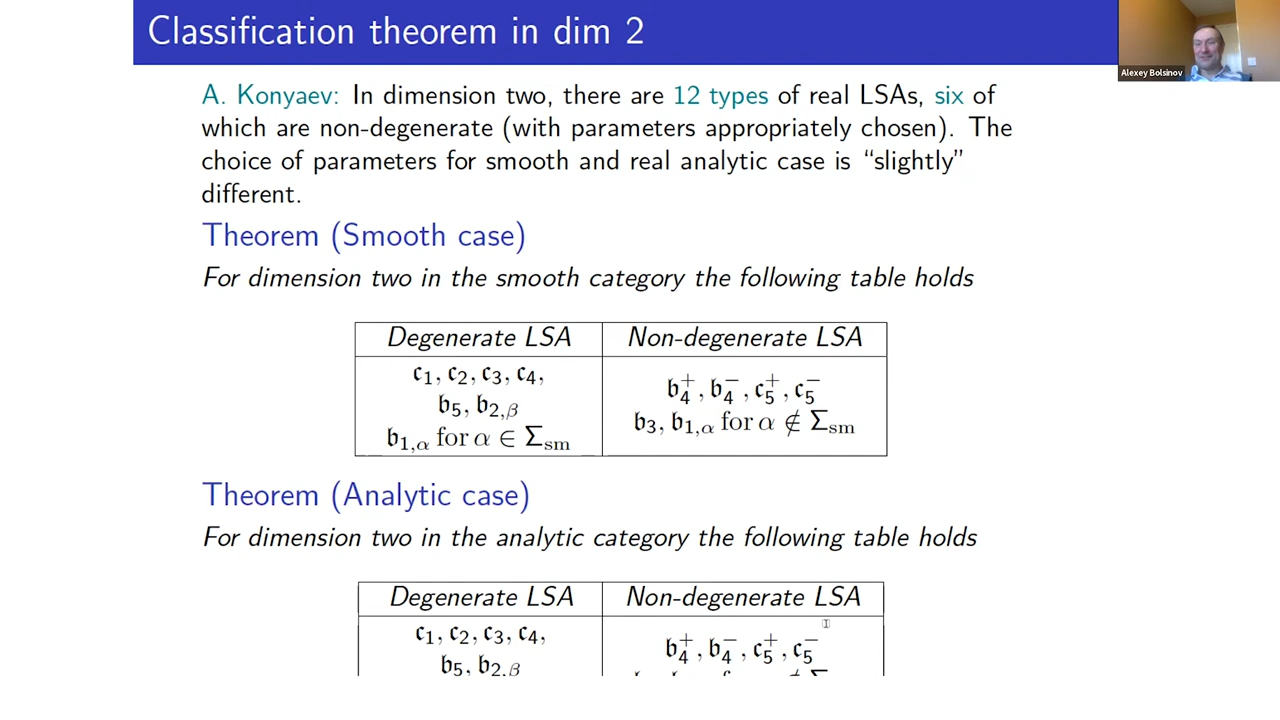 Classification theorem in dim 2
Alexey Bolsinov
A. Konyaev: In dimension two, there are 12 types of real LSAs, six of
which are non-degenerate (with parameters appropriately chosen). The
choice of parameters for smooth and real analytic case is “slightly”
different.
Theorem (Smooth case)
For dimension two in the smooth category the following table holds
Degenerate LSA
Non-degenerate LSA
𝔠₁, 𝔠₂, 𝔠₃, 𝔠₄,
𝔟₅, 𝔟₂,ᵦ
𝔟₁,α for α ∈ Σsm
𝔟₄⁺, 𝔟₄⁻, 𝔠₅⁺, 𝔠₅⁻
𝔟₃, 𝔟₁,α for α ∉ Σsm
Theorem (Analytic case)
For dimension two in the analytic category the following table holds
Degenerate LSA
Non-degenerate LSA
𝔠₁, 𝔠₂, 𝔠₃, 𝔠₄,
𝔟₅, 𝔟₂,ᵦ
𝔟₄⁺, 𝔟₄⁻, 𝔠₅⁺, 𝔠₅⁻